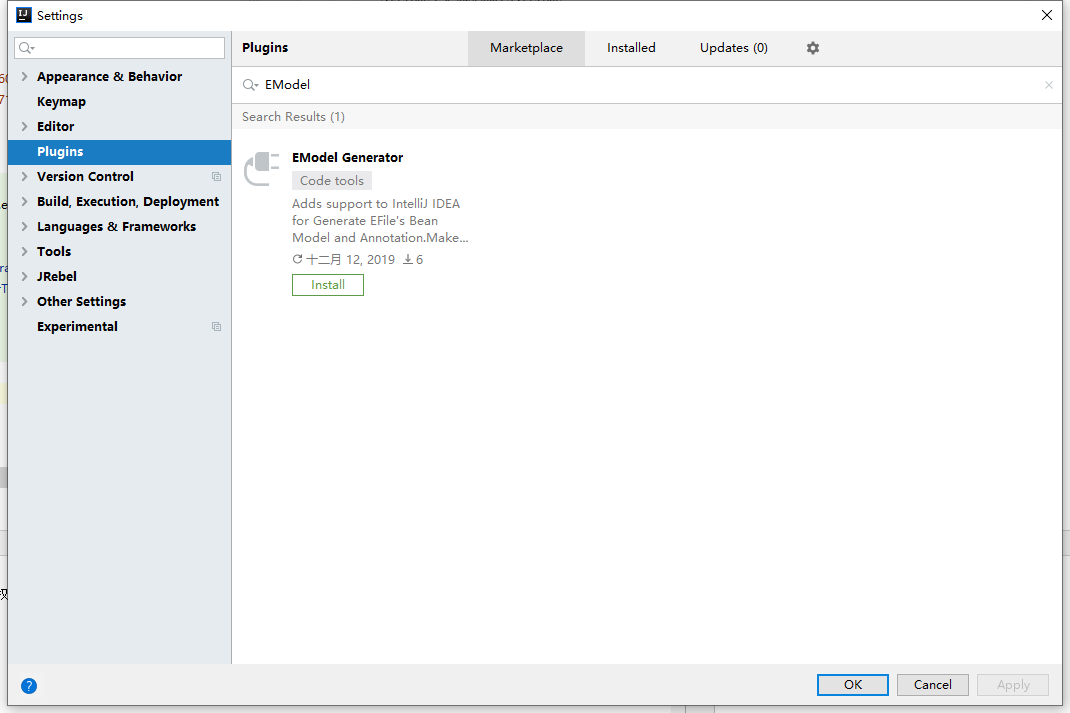 Settings
Plugins
Marketplace
Installed
Updates (0)
Appearance & Behavior
Keymap
Editor
Plugins
Version Control
Build, Execution, Deployment
Languages & Frameworks
Tools
JRebel
Other Settings
Experimental
EModel
Search Results (1)
EModel Generator
Code tools
Adds support to IntelliJ IDEA
for Generate EFile's Bean
Model and Annotation.Make...
十二月 12, 2019 6
Install
?
OK
Cancel
Apply